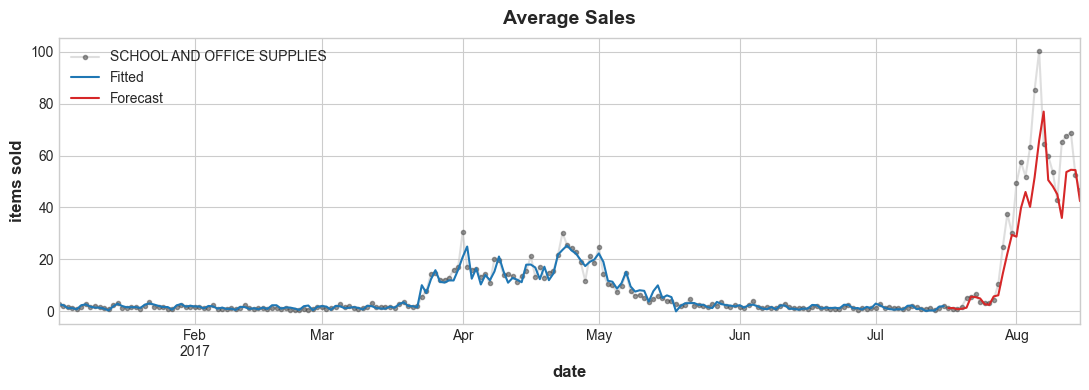 Average Sales
SCHOOL AND OFFICE SUPPLIES
Fitted
Forecast
items sold
100
80
60
40
20
0
Feb
2017
Mar
Apr
May
Jun
Jul
Aug
date